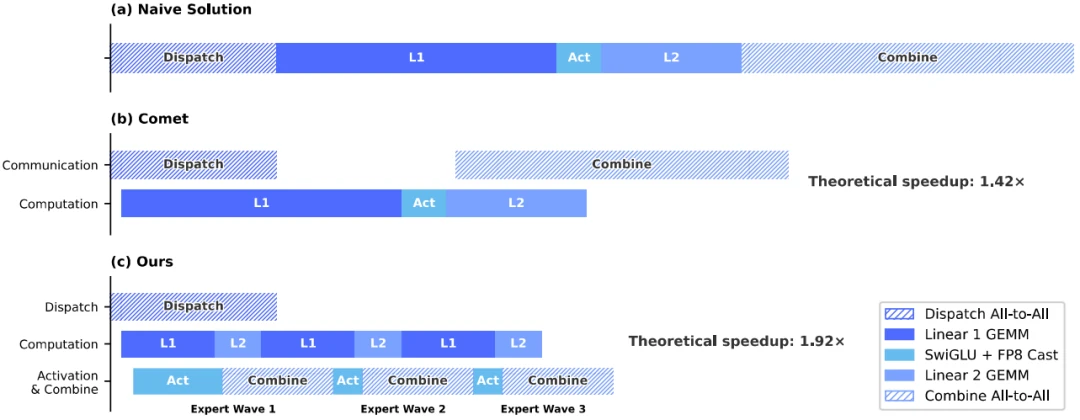 (a) Naive Solution
Dispatch L1 Act L2 Combine
(b) Comet
Communication Dispatch Combine
Theoretical speedup: 1.42×
Computation L1 Act L2
(c) Ours
Dispatch Dispatch
Computation L1 L2 L1 L2 L1 L2
Theoretical speedup: 1.92×
Activation
& Combine
Act Combine Act Combine Act Combine
Expert Wave 1 Expert Wave 2 Expert Wave 3
Dispatch All-to-All
Linear 1 GEMM
SwiGLU + FP8 Cast
Linear 2 GEMM
Combine All-to-All